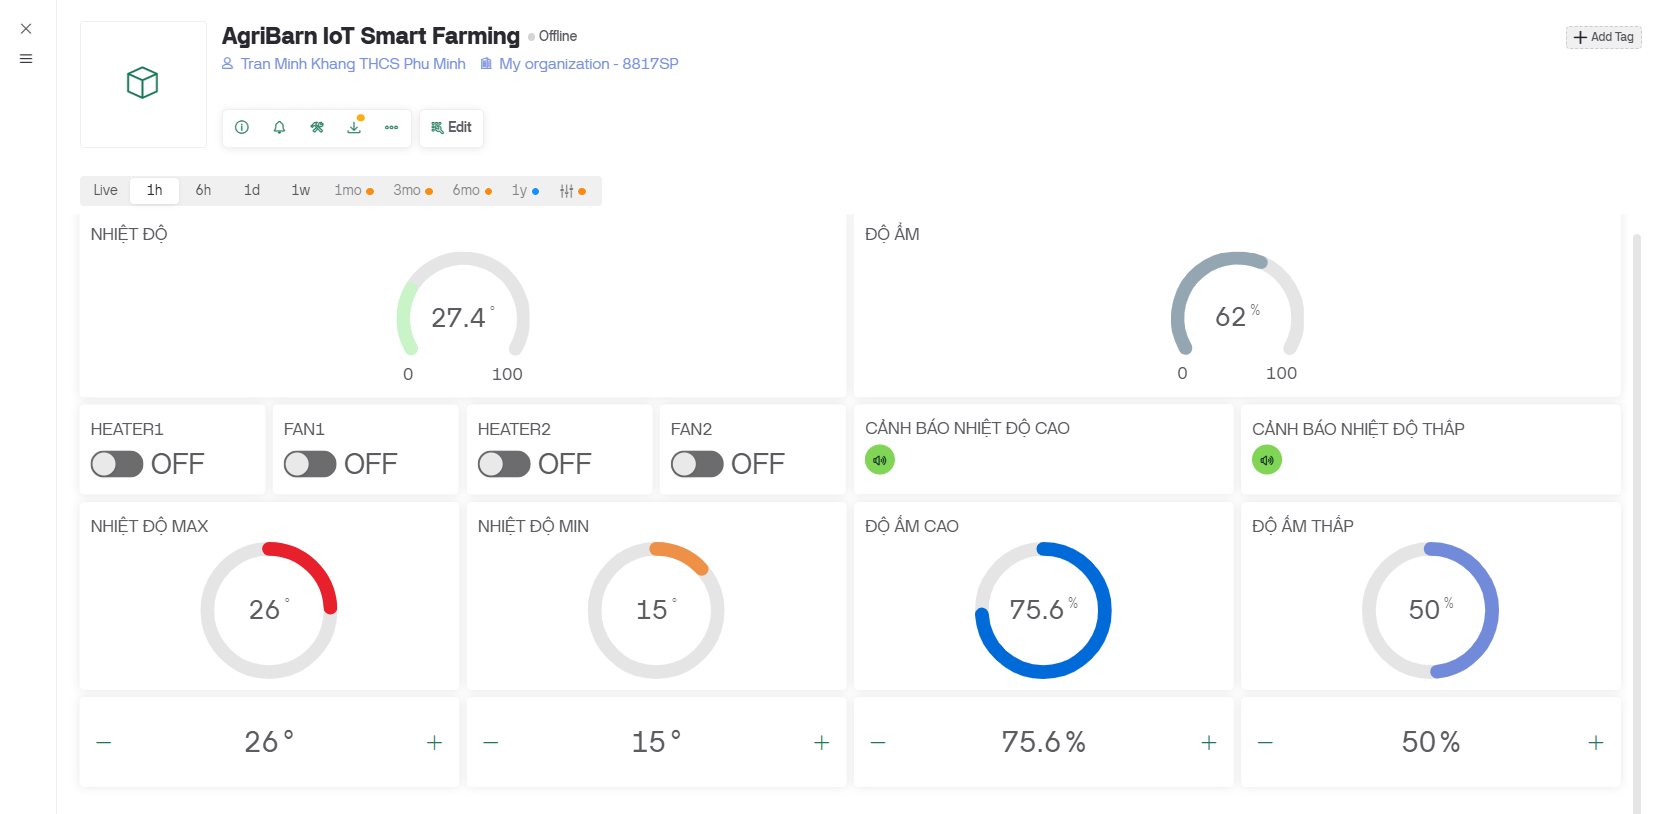 AgriBarn IoT Smart Farming Offline
Tran Minh Khang THCS Phu Minh My organization - 8817SP
Add Tag
Edit
Live 1h 6h 1d 1w 1mo 3mo 6mo 1y
NHIỆT ĐỘ
27.4°
0 100
ĐỘ ẨM
62%
0 100
HEATER1
OFF
FAN1
OFF
HEATER2
OFF
FAN2
OFF
CẢNH BÁO NHIỆT ĐỘ CAO
CẢNH BÁO NHIỆT ĐỘ THẤP
NHIỆT ĐỘ MAX
26°
NHIỆT ĐỘ MIN
15°
ĐỘ ẨM CAO
75.6%
ĐỘ ẨM THẤP
50%
— 26° +
— 15° +
— 75.6% +
— 50% +